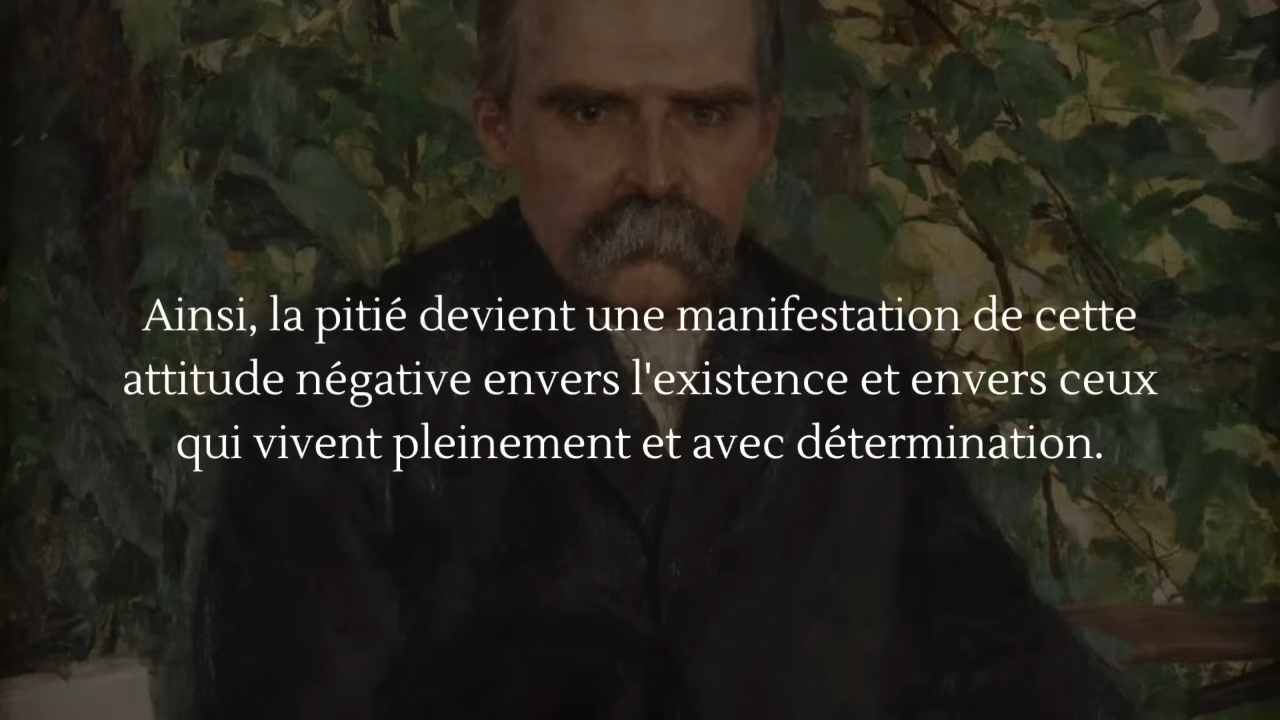 Ainsi, la pitié devient une manifestation de cette
attitude négative envers l'existence et envers ceux
qui vivent pleinement et avec détermination.